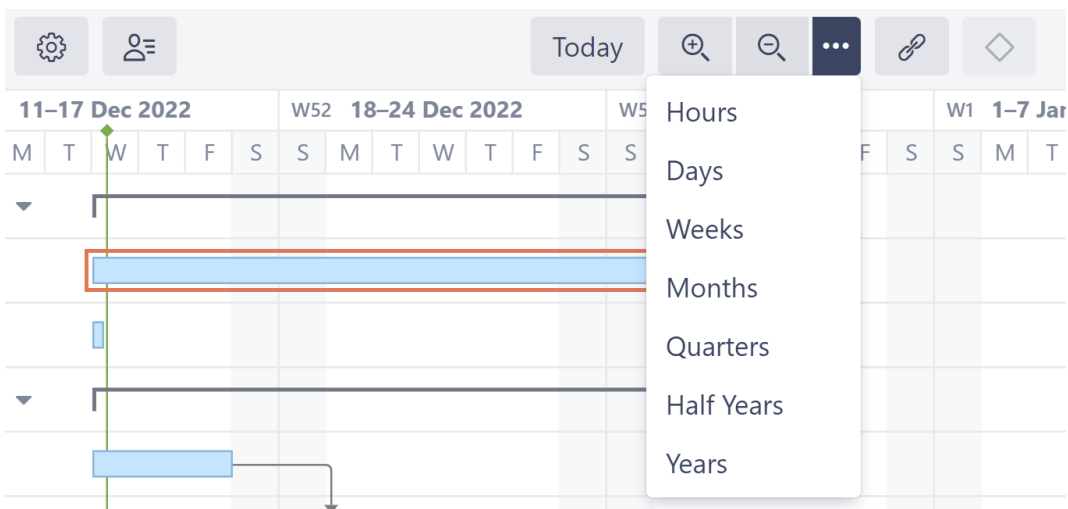 Today
11–17 Dec 2022 W52 18–24 Dec 2022 W1 1–7
M T W T F S S M T W T F S S F S S M T
Hours
Days
Weeks
Months
Quarters
Half Years
Years